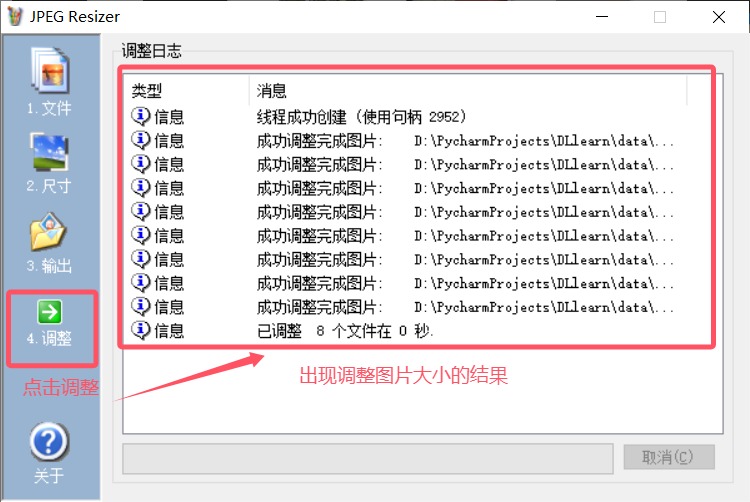 JPEG Resizer
调整日志
类型 消息
信息 线程成功创建 (使用句柄 2952)
信息 成功调整完成图片: D:\PycharmProjects\DLlearn\data\...
信息 成功调整完成图片: D:\PycharmProjects\DLlearn\data\...
信息 成功调整完成图片: D:\PycharmProjects\DLlearn\data\...
信息 成功调整完成图片: D:\PycharmProjects\DLlearn\data\...
信息 成功调整完成图片: D:\PycharmProjects\DLlearn\data\...
信息 成功调整完成图片: D:\PycharmProjects\DLlearn\data\...
信息 成功调整完成图片: D:\PycharmProjects\DLlearn\data\...
信息 成功调整完成图片: D:\PycharmProjects\DLlearn\data\...
信息 已调整 8 个文件在 0 秒.
1.文件
2.尺寸
3.输出
4.调整
点击调整
出现调整图片大小的结果
关于
取消(C)